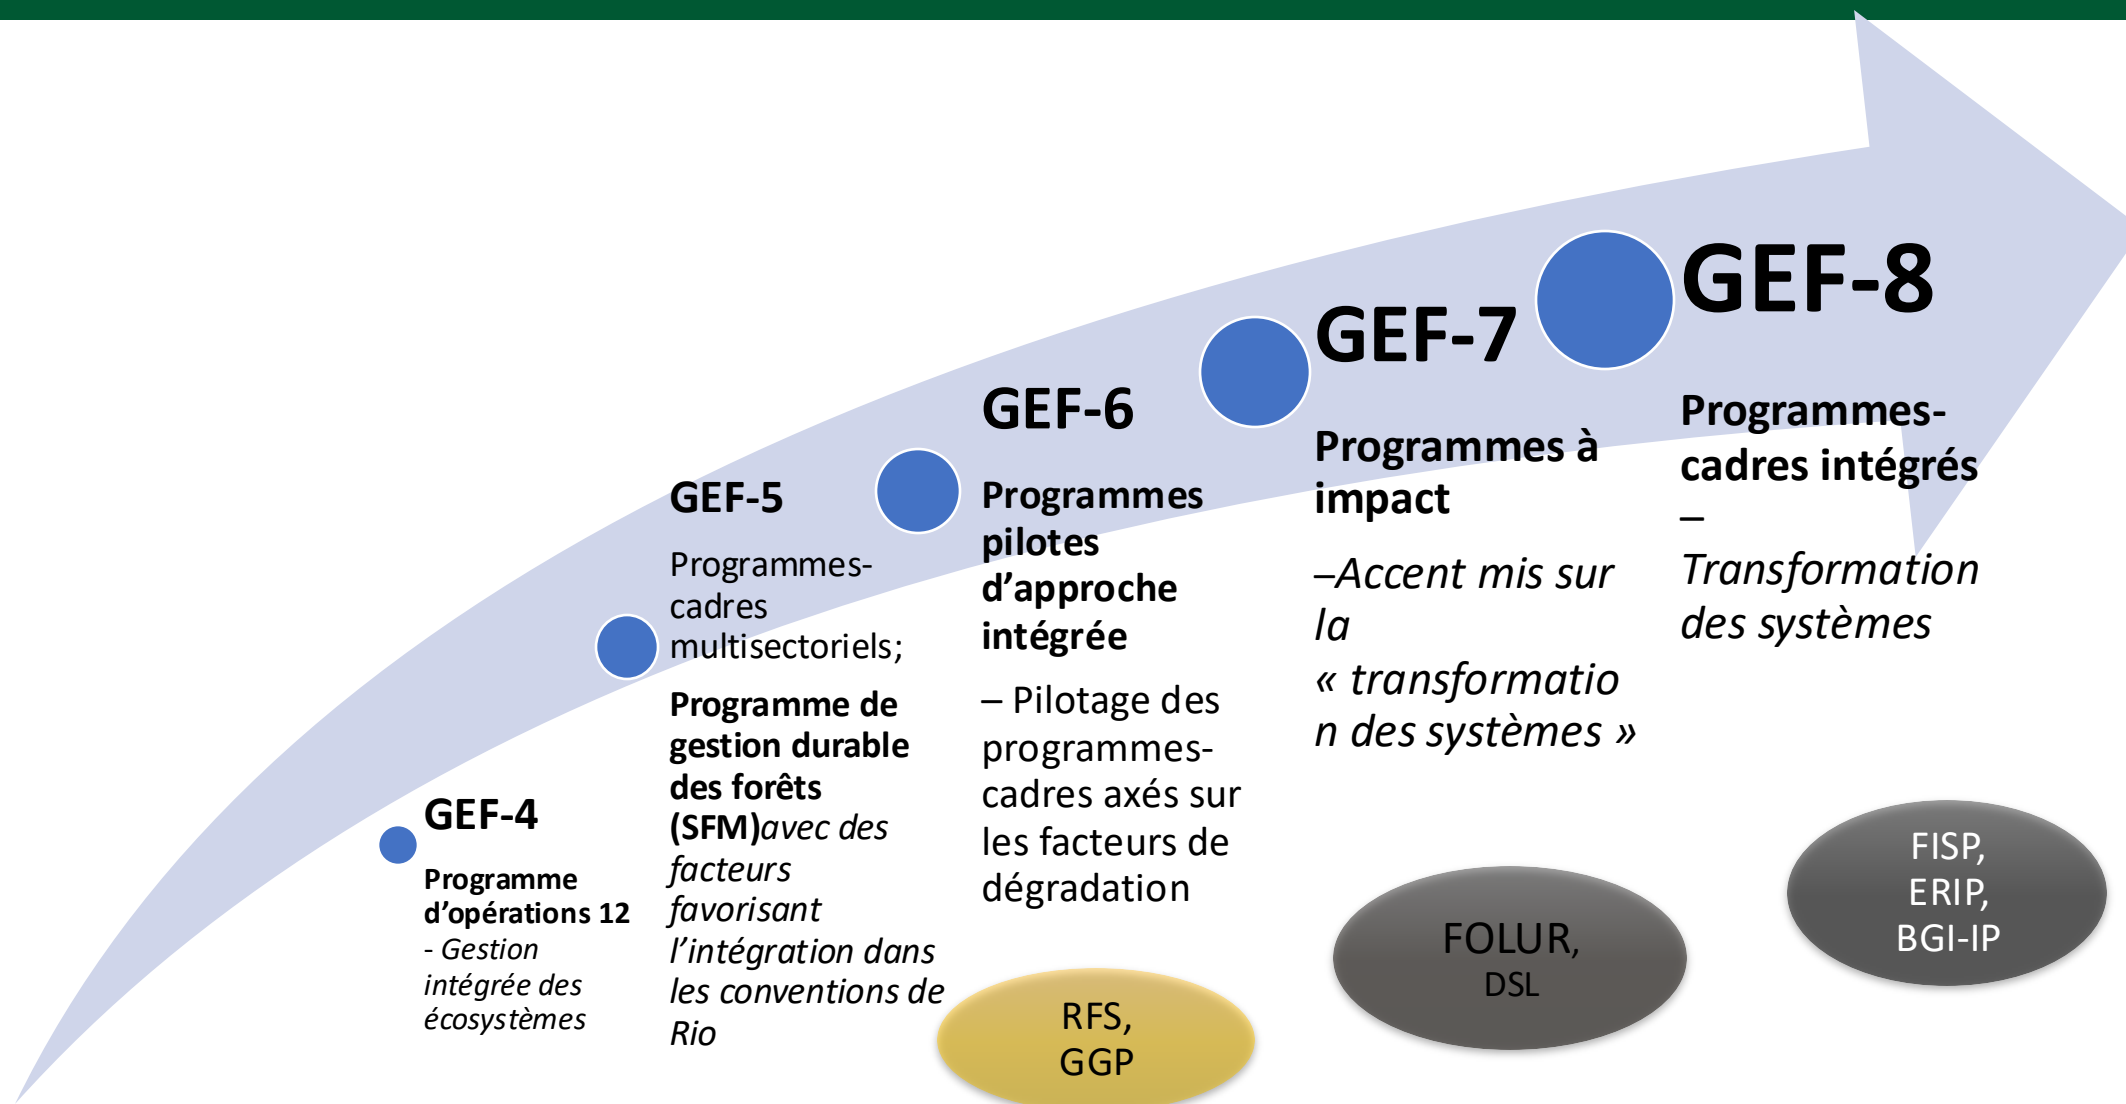 GEF-4
Programme
d’opérations 12
- Gestion
intégrée des
écosystèmes
GEF-5
Programmes-
cadres
multisectoriels;
Programme de
gestion durable
des forêts
(SFM)avec des
facteurs
favorisant
l’intégration dans
les conventions de
Rio
GEF-6
Programmes
pilotes
d’approche
intégrée
– Pilotage des
programmes-
cadres axés sur
les facteurs de
dégradation
RFS,
GGP
GEF-7
Programmes à
impact
–Accent mis sur
la
« transformatio
n des systèmes »
FOLUR,
DSL
GEF-8
Programmes-
cadres intégrés
–
Transformation
des systèmes
FISP,
ERIP,
BGI-IP